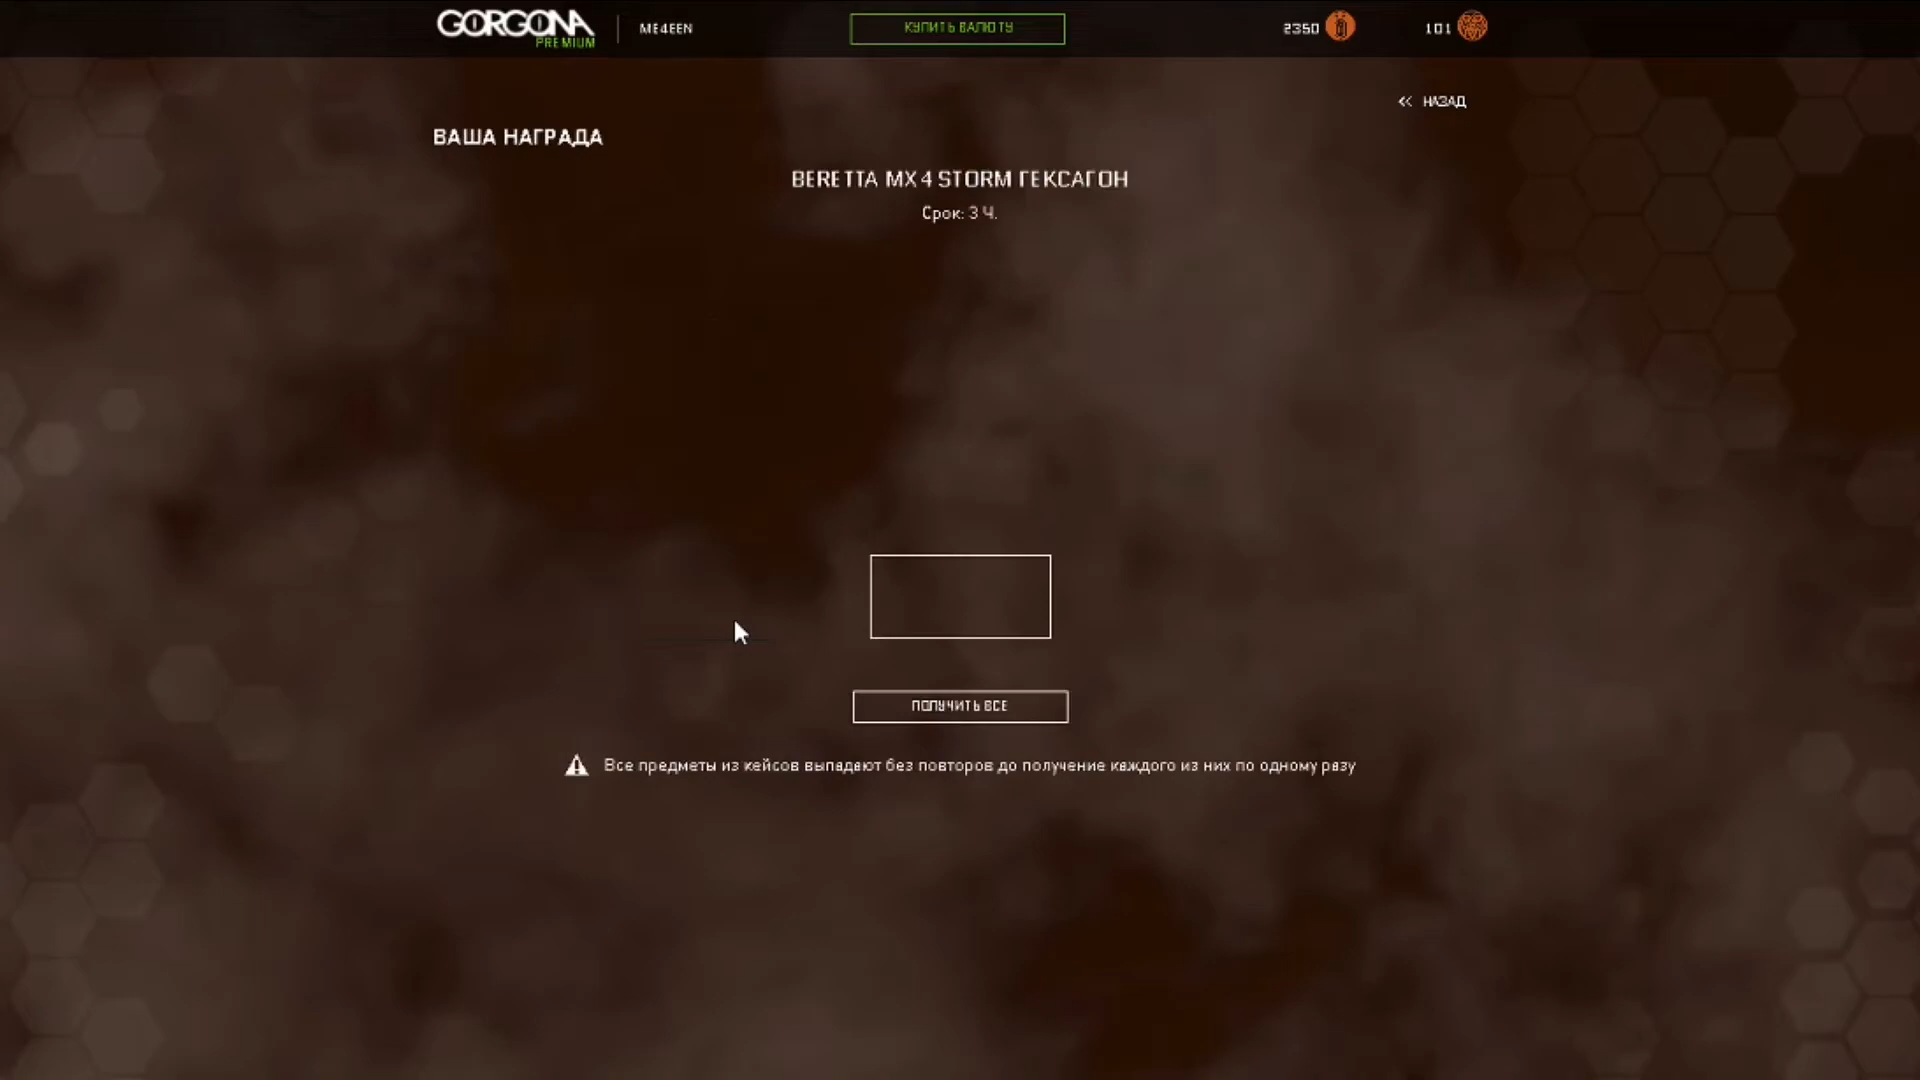 GORGONA
PREMIUM
ME4EEN
КУПИТЬ ВАЛЮТУ
2350
101
« НАЗАД
ВАША НАГРАДА
BERETTA MX4 STORM ГЕКСАГОН
Срок: 3 Ч.
ПОЛУЧИТЬ ВСЕ
Все предметы из кейсов выпадают без повторов до получение каждого из них по одному разу